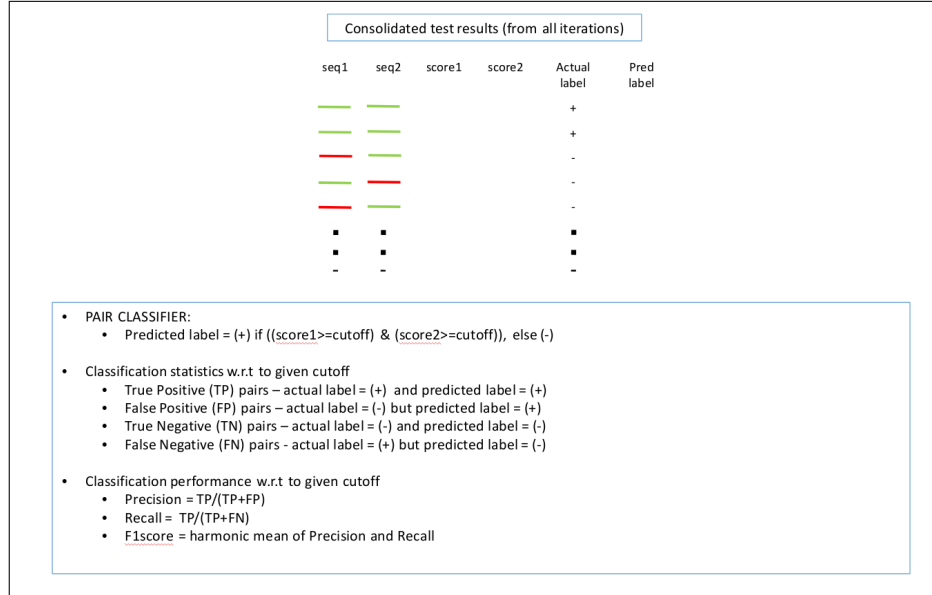 Consolidated test results (from all iterations)
seq1 seq2 score1 score2 Actual label Pred label
+
+
-
-
-
- - -
• PAIR CLASSIFIER:
• Predicted label = (+) if ((score1>=cutoff) & (score2>=cutoff)), else (-)
• Classification statistics w.r.t to given cutoff
• True Positive (TP) pairs – actual label = (+) and predicted label = (+)
• False Positive (FP) pairs – actual label = (-) but predicted label = (+)
• True Negative (TN) pairs – actual label = (-) and predicted label = (-)
• False Negative (FN) pairs - actual label = (+) but predicted label = (-)
• Classification performance w.r.t to given cutoff
• Precision = TP/(TP+FP)
• Recall = TP/(TP+FN)
• F1score = harmonic mean of Precision and Recall